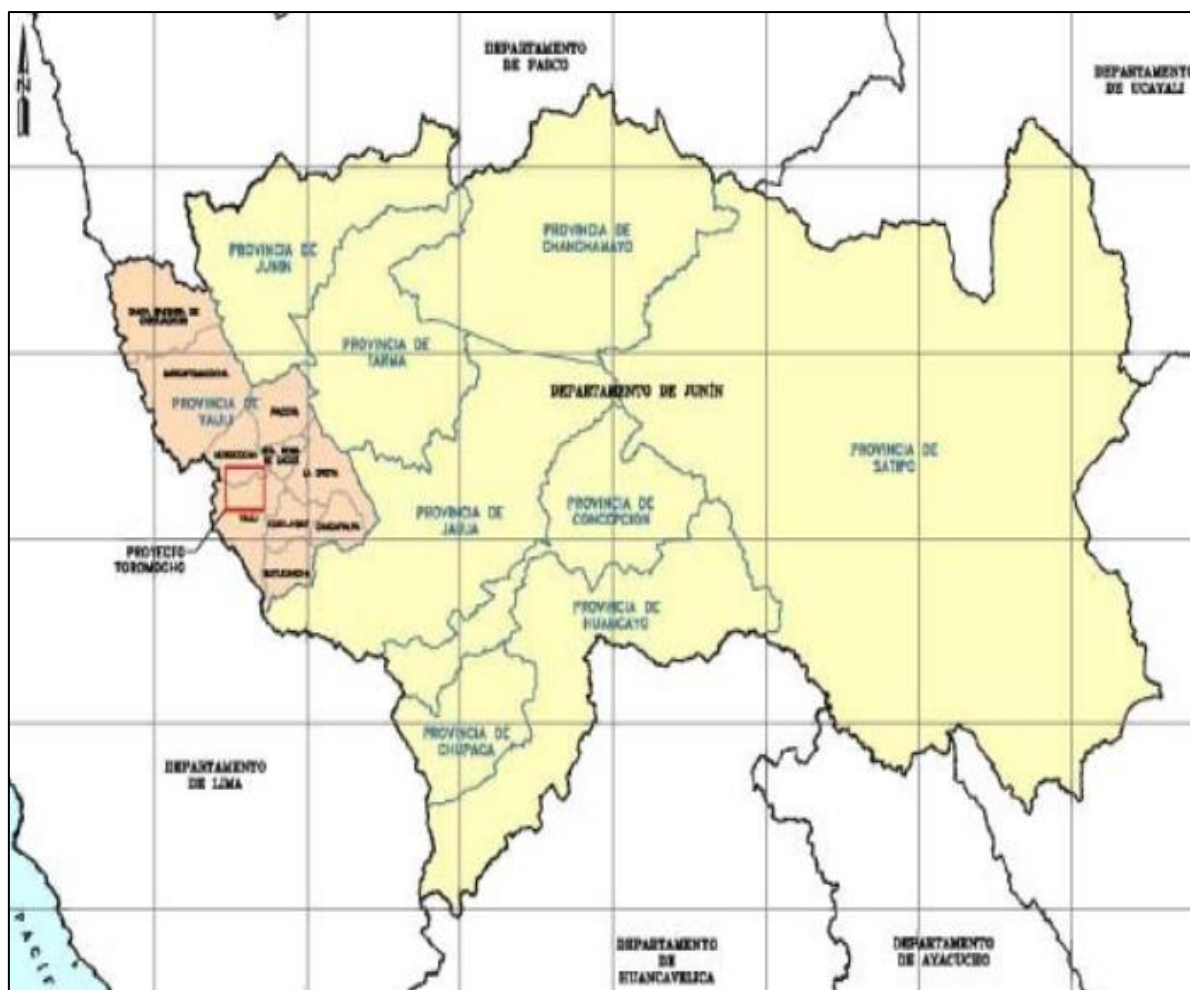 N
DEPARTAMENTO
DE PASCO
DEPARTAMENTO
DE UCAYALI
PROVINCIA DE
JUNIN
PROVINCIA DE
CHANCHAMAYO
PROVINCIA DE
TARMA
DEPARTAMENTO DE JUNÍN
PROVINCIA DE
YAULI
PACCHA
MOROCOCHA
LA OROYA
PROVINCIA DE
SATIPO
PROVINCIA DE
JAUJA
PROVINCIA DE
CONCEPCION
YAULI
PROYECTO
TOROMOCHO
PROVINCIA DE
HUANCAYO
PROVINCIA DE
CHUPACA
DEPARTAMENTO
DE LIMA
DEPARTAMENTO
DE
HUANCAVELICA
DEPARTAMENTO
DE AYACUCHO
PACIF